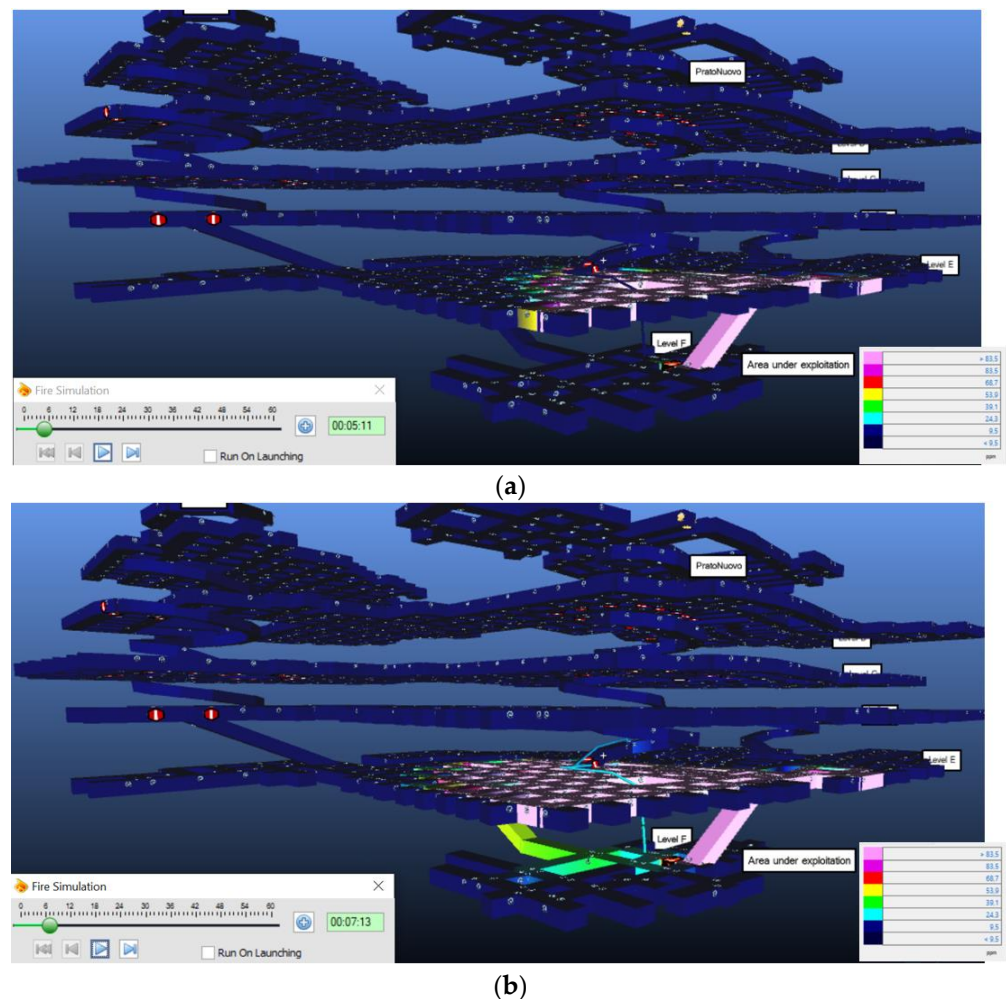 PratoNuovo
Level E
Level F
Area under exploitation
> 83.5
83.5
68.7
53.9
39.1
24.3
9.5
< 9.5
ppm
Fire Simulation
0 6 12 18 24 30 36 42 48 54 60
00:05:11
Run On Launching
(a)
PratoNuovo
Level E
Level F
Area under exploitation
> 83.5
83.5
68.7
53.9
39.1
24.3
9.5
< 9.5
ppm
Fire Simulation
0 6 12 18 24 30 36 42 48 54 60
00:07:13
Run On Launching
(b)